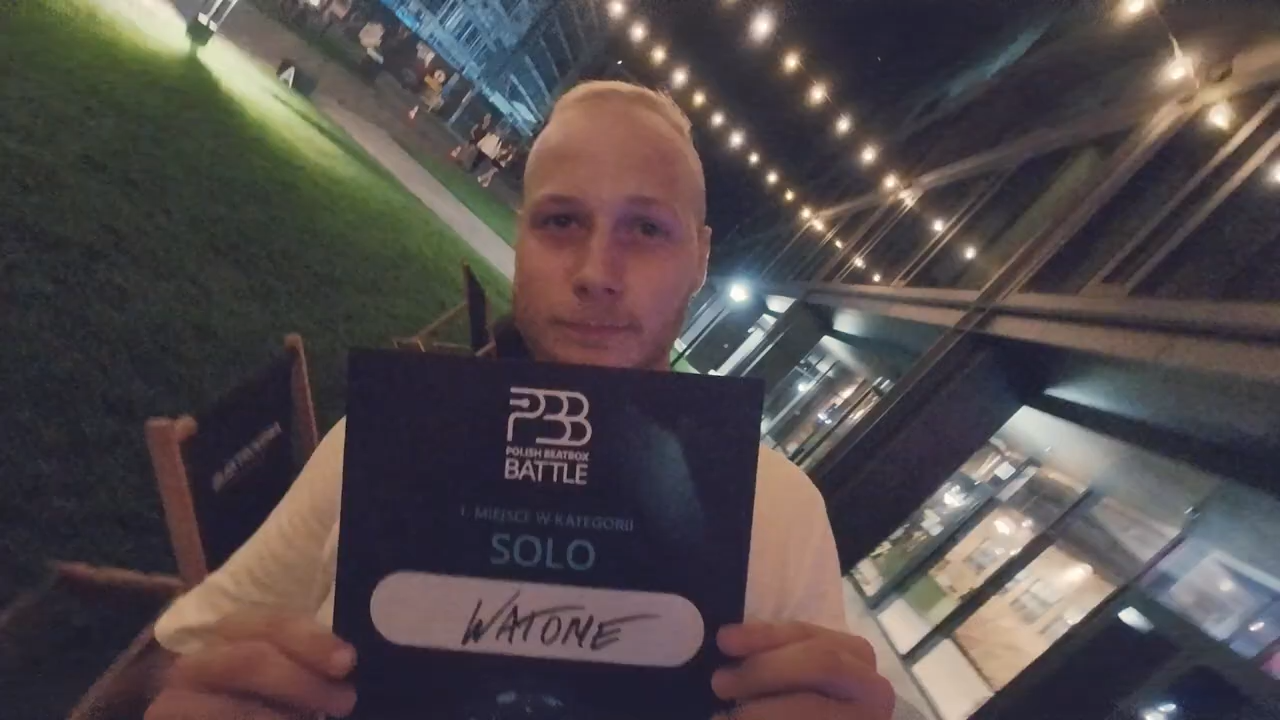 PBB
POLISH BEATBOX
BATTLE
1. MIEJSCE W KATEGORII
SOLO
WATONE